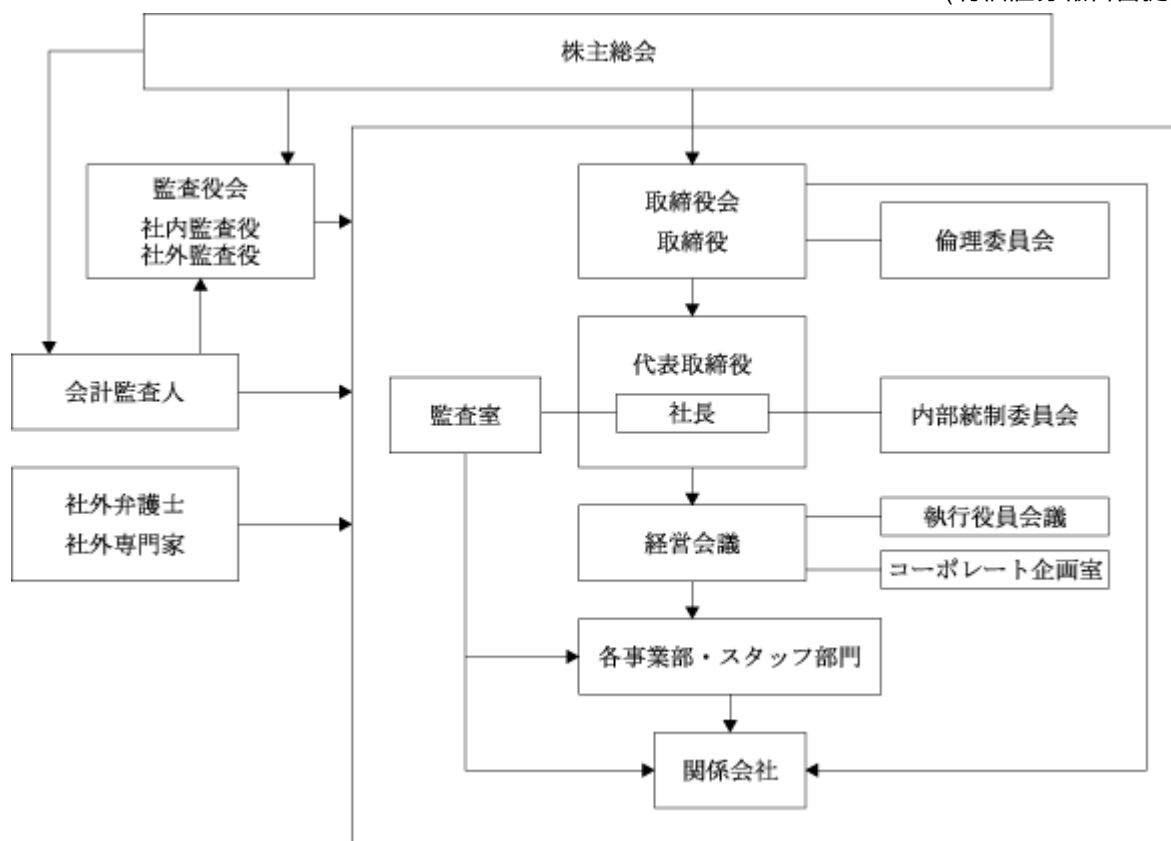 株主総会
監査役会
社内監査役
社外監査役
取締役会
取締役
倫理委員会
会計監査人
代表取締役
社長
監査室
内部統制委員会
社外弁護士
社外専門家
経営会議
執行役員会議
コーポレート企画室
各事業部・スタッフ部門
関係会社